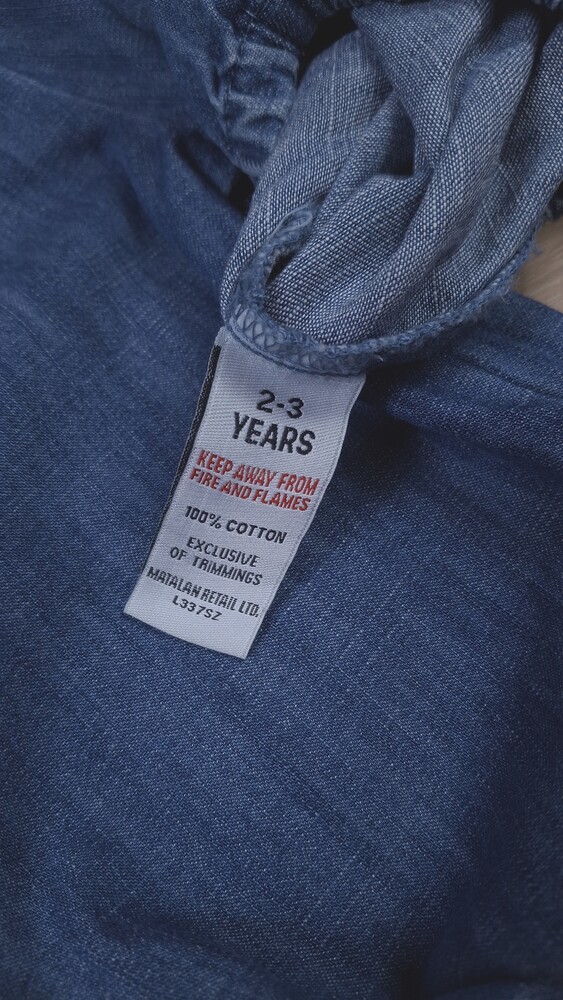 2-3
YEARS
KEEP AWAY FROM
FIRE AND FLAMES
100% COTTON
EXCLUSIVE
OF TRIMMINGS
MATALAN RETAIL LTD.
L337SZ